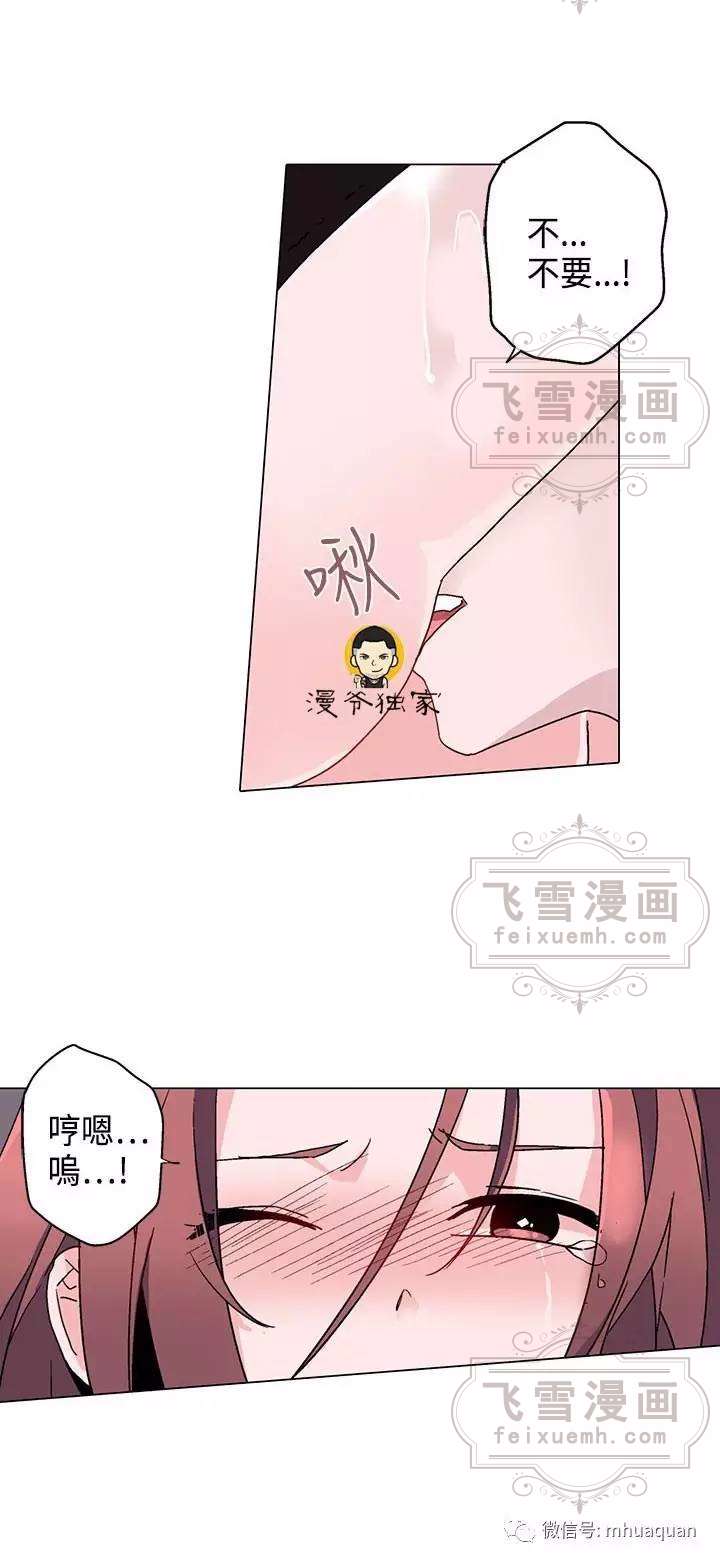 不...
不要...!
飞雪漫画
feixuemh.com
啾
漫爷独家
飞雪漫画
feixuemh.com
哼嗯...
嗚...!
飞雪漫画
feixuemh.com
微信号: mhuaquan